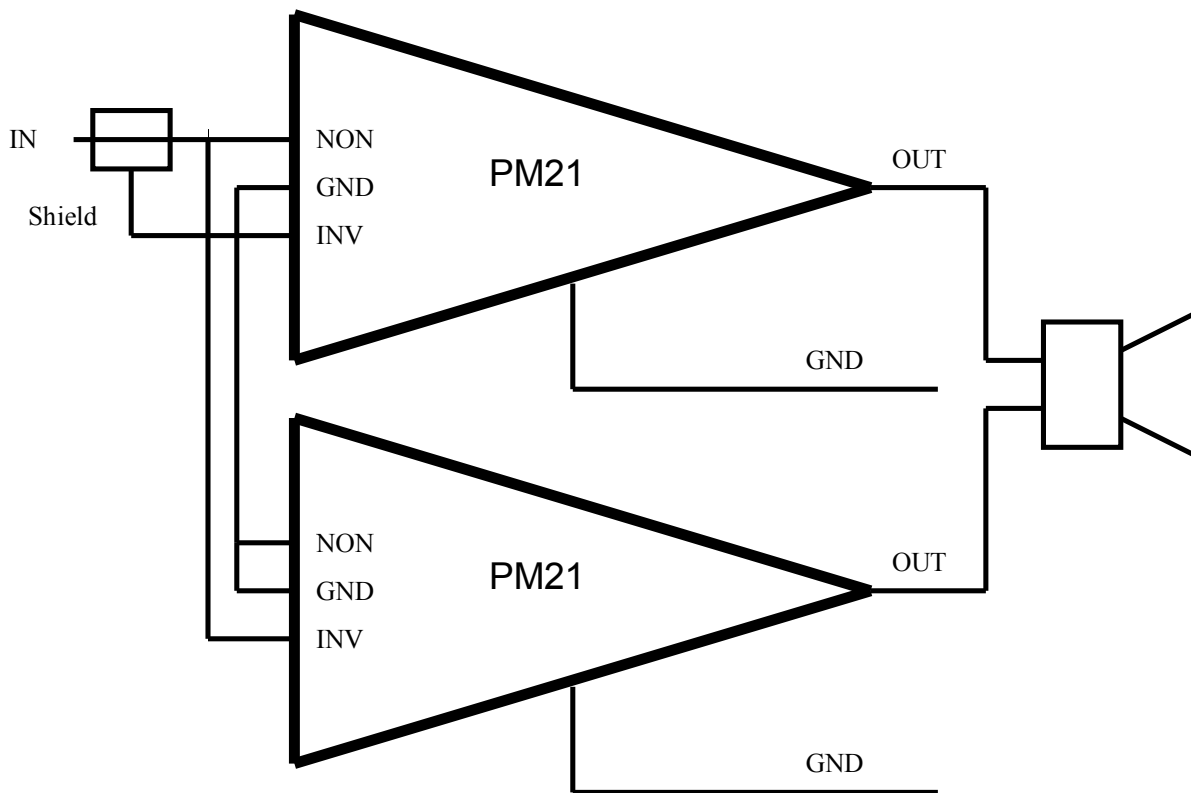 IN
Shield
NON
GND
INV
PM21
OUT
GND
NON
GND
INV
PM21
OUT
GND